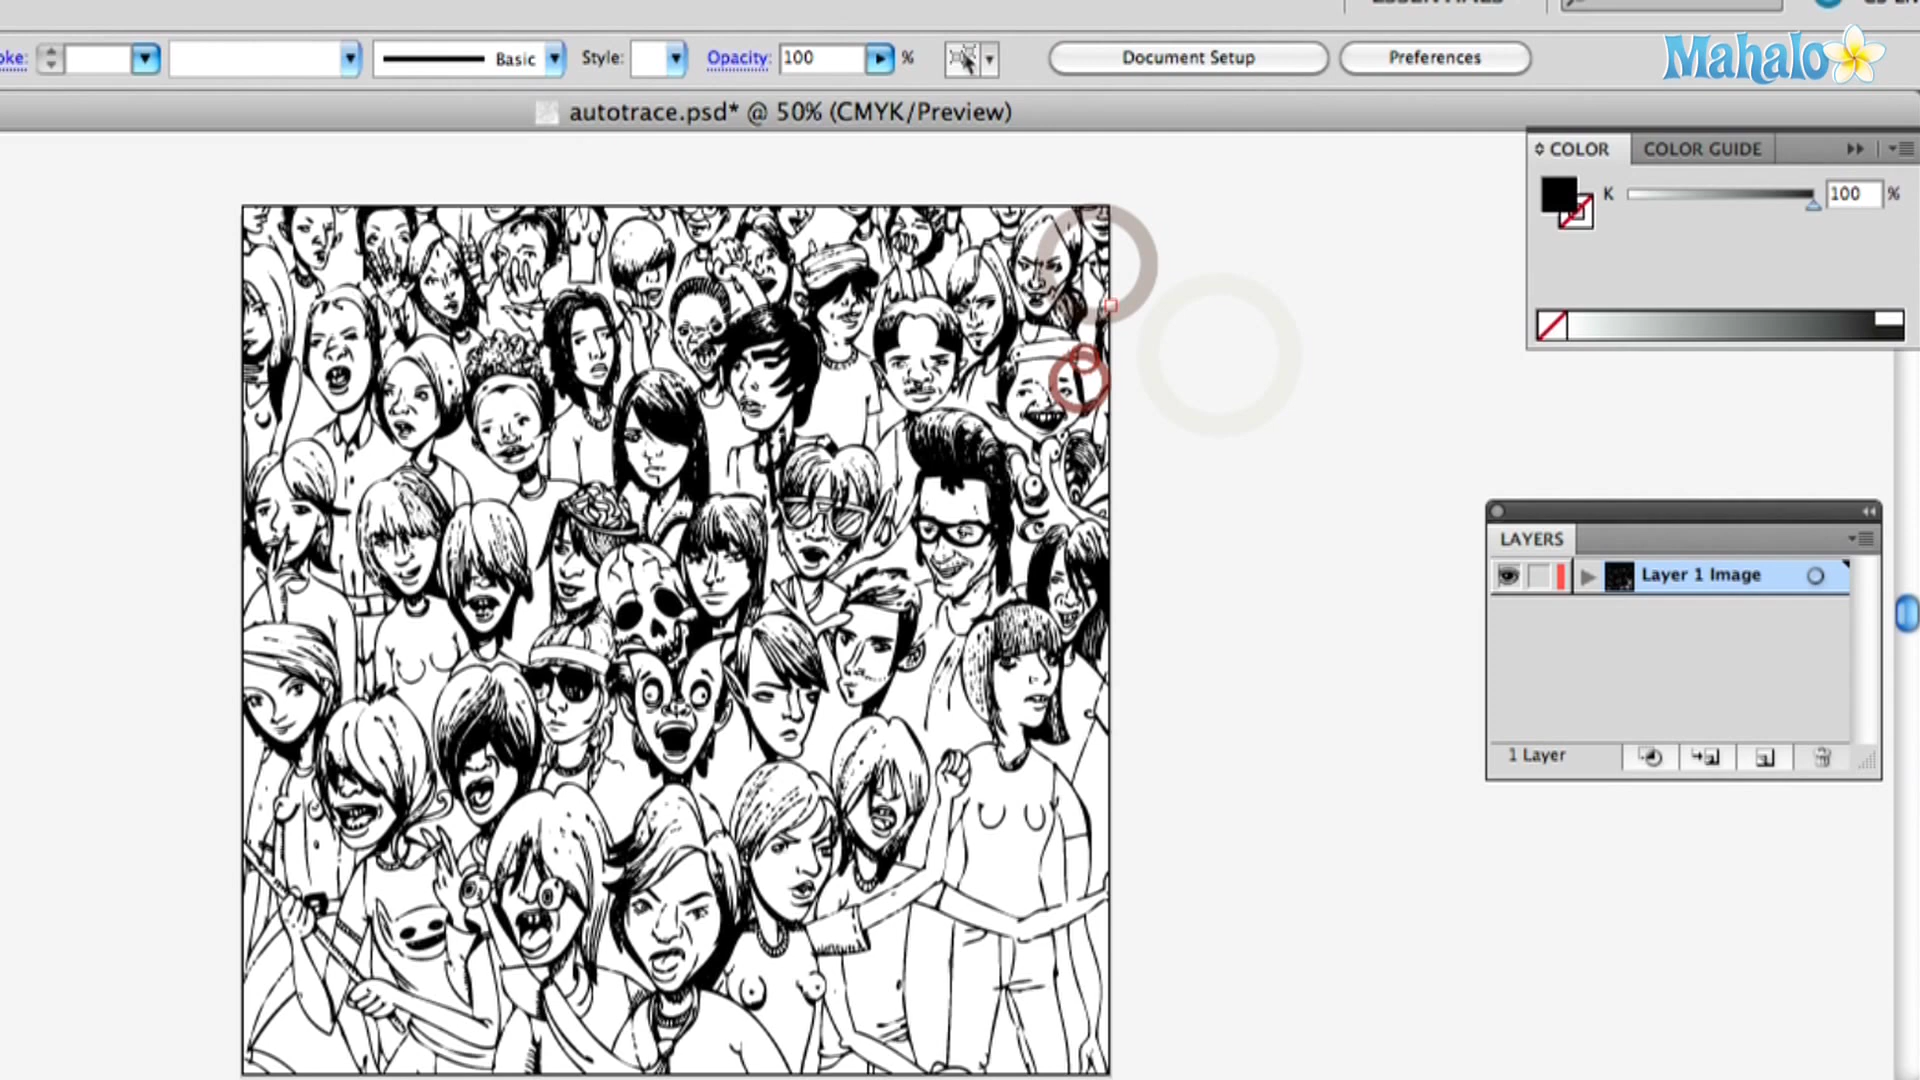 ESSENTIALS
oke: Basic Style: Opacity: 100 % Document Setup Preferences
Mahalo
autotrace.psd* @ 50% (CMYK/Preview)
COLOR COLOR GUIDE
K 100 %
LAYERS
Layer 1 Image
1 Layer